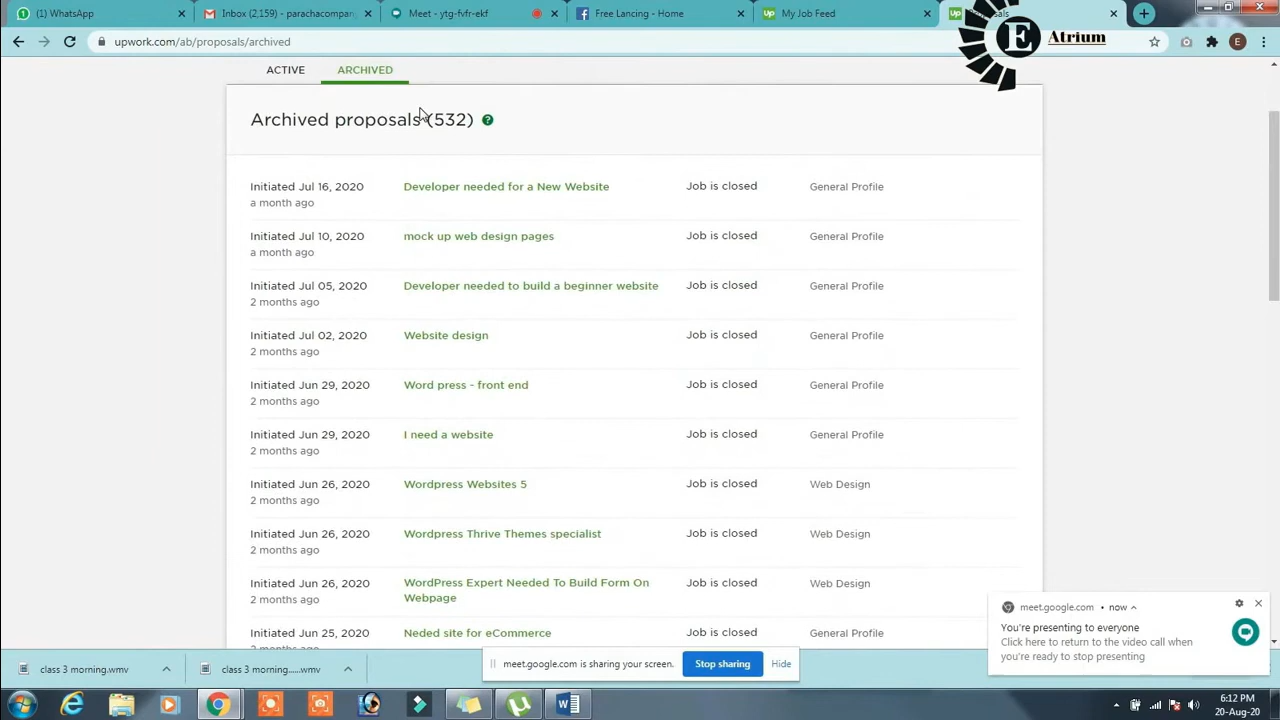 (1) WhatsApp
Inbox (2,159) - parachacompan
Meet - ytg-fvfr-ekf
Free Lancing - Home
My Job Feed
upwork.com/ab/proposals/archived
E
Atrium
E
ACTIVE
ARCHIVED
Archived proposals (532)
?
Initiated Jul 16, 2020
Developer needed for a New Website
Job is closed
General Profile
a month ago
Initiated Jul 10, 2020
mock up web design pages
Job is closed
General Profile
a month ago
Initiated Jul 05, 2020
Developer needed to build a beginner website
Job is closed
General Profile
2 months ago
Initiated Jul 02, 2020
Website design
Job is closed
General Profile
2 months ago
Initiated Jun 29, 2020
Word press - front end
Job is closed
General Profile
2 months ago
Initiated Jun 29, 2020
I need a website
Job is closed
General Profile
2 months ago
Initiated Jun 26, 2020
Wordpress Websites 5
Job is closed
Web Design
2 months ago
Initiated Jun 26, 2020
Wordpress Thrive Themes specialist
Job is closed
Web Design
2 months ago
Initiated Jun 26, 2020
WordPress Expert Needed To Build Form On
Webpage
Job is closed
Web Design
2 months ago
Initiated Jun 25, 2020
Neded site for eCommerce
Job is closed
General Profile
meet.google.com • now
You're presenting to everyone
Click here to return to the video call when
you're ready to stop presenting
class 3 morning.wmv
class 3 morning......wmv
meet.google.com is sharing your screen.
Stop sharing
Hide
6:12 PM
20-Aug-20